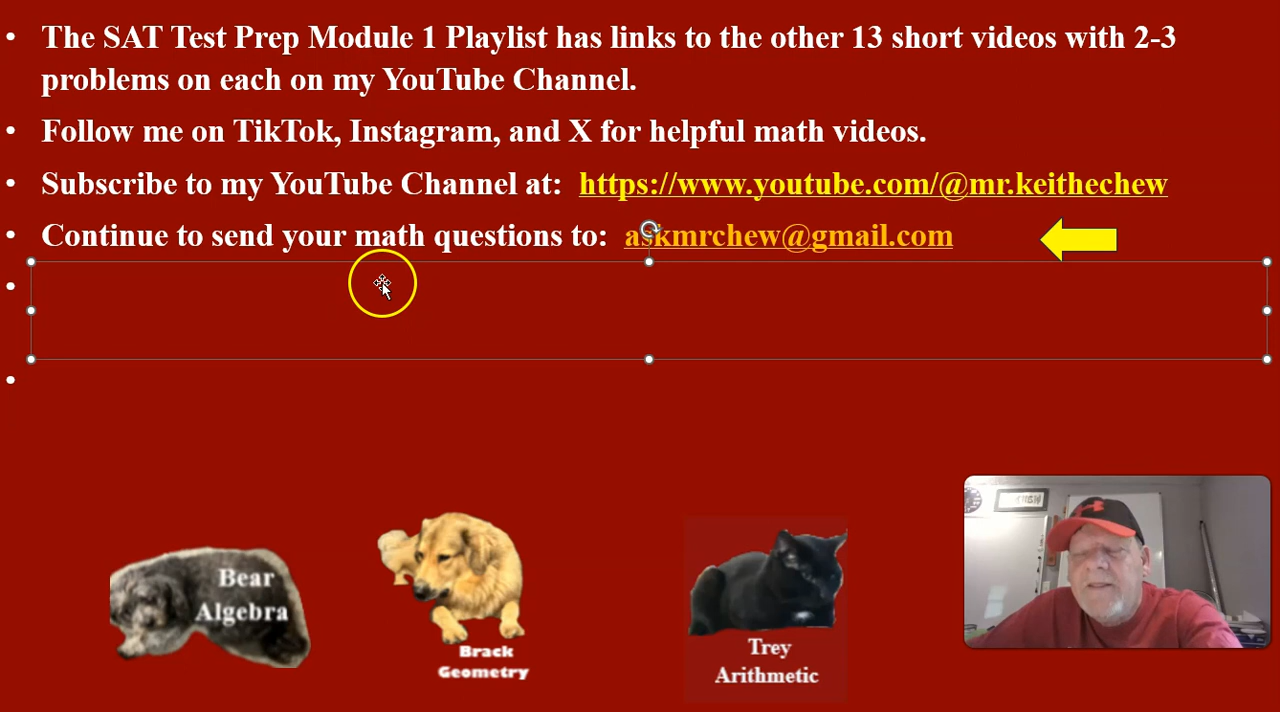 • The SAT Test Prep Module 1 Playlist has links to the other 13 short videos with 2-3
problems on each on my YouTube Channel.
• Follow me on TikTok, Instagram, and X for helpful math videos.
• Subscribe to my YouTube Channel at: https://www.youtube.com/@mr.keithechew
• Continue to send your math questions to: askmrchew@gmail.com
•
•
Bear
Algebra
Brack
Geometry
Trey
Arithmetic